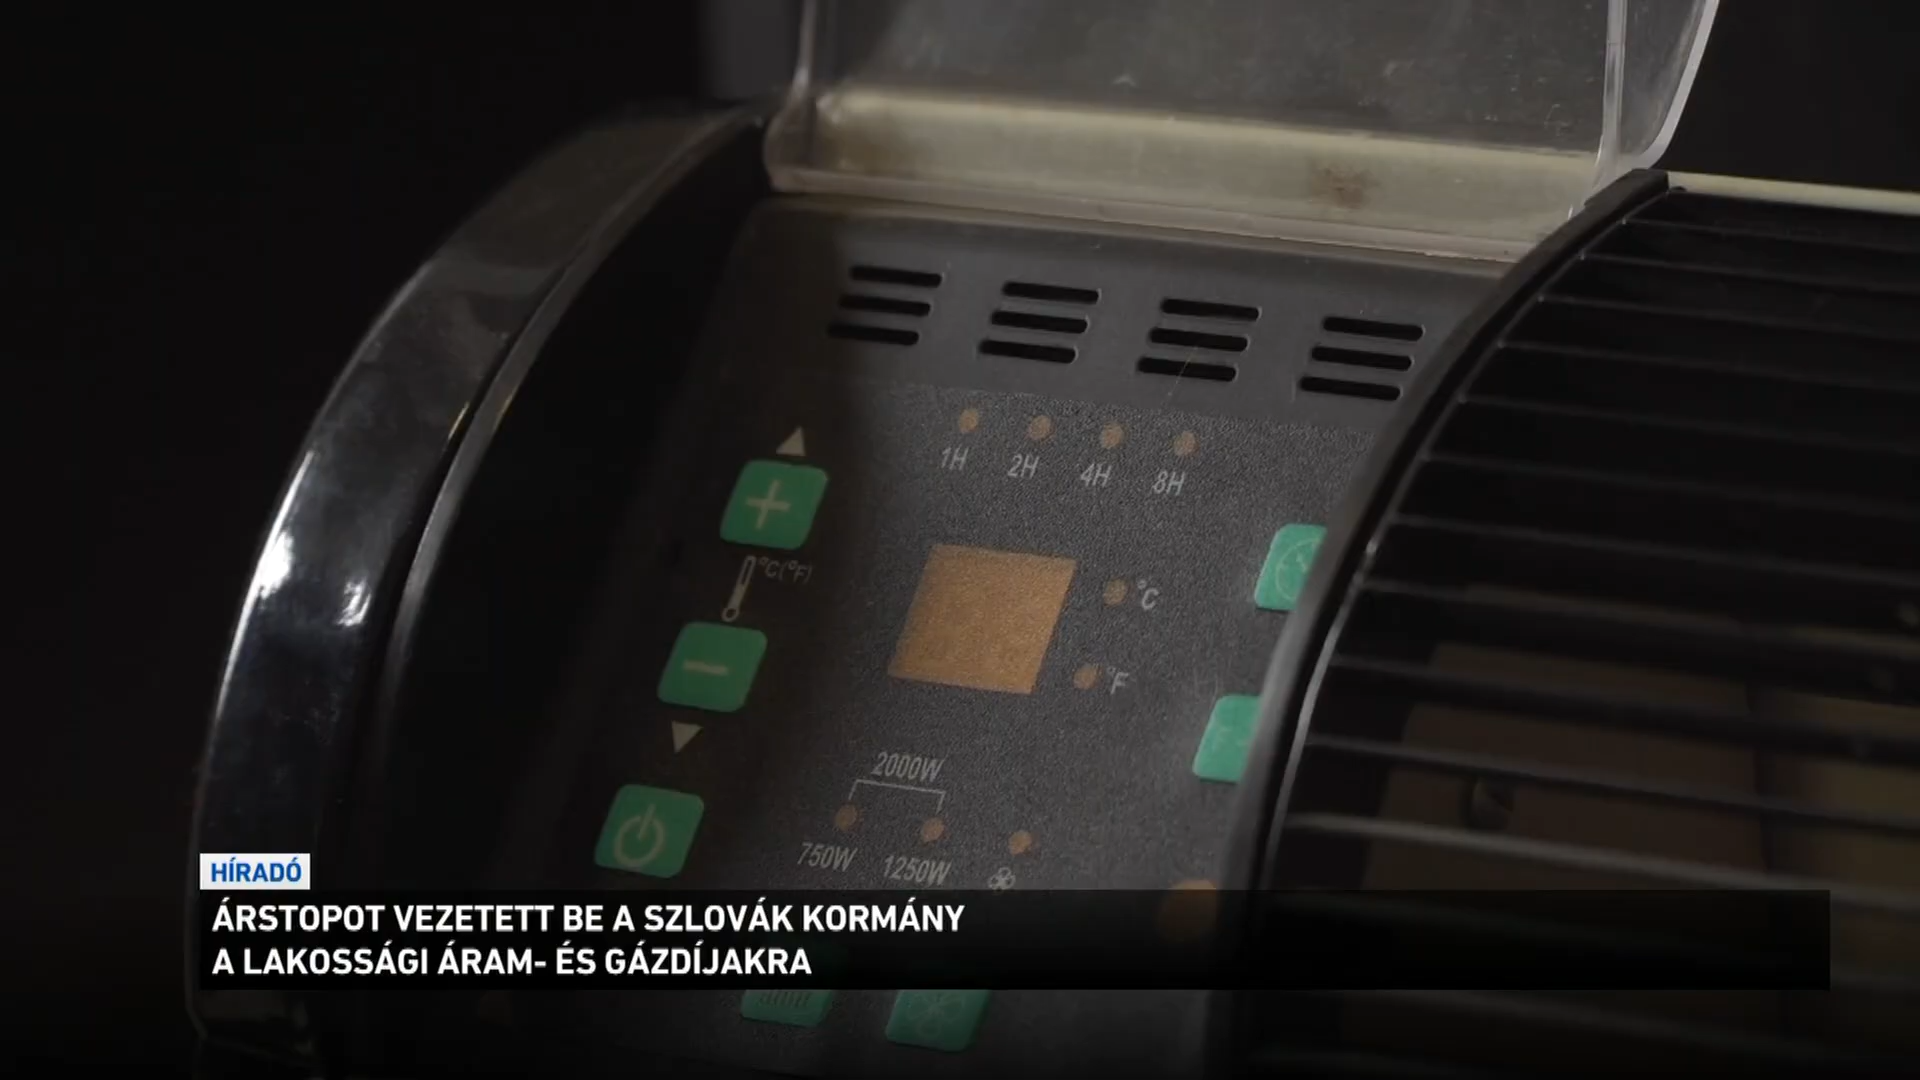 1H 2H 4H 8H
°C(°F)
°C
°F
2000W
750W 1250W
HÍRADÓ
ÁRSTOPOT VEZETETT BE A SZLOVÁK KORMÁNY
A LAKOSSÁGI ÁRAM- ÉS GÁZDÍJAKRA